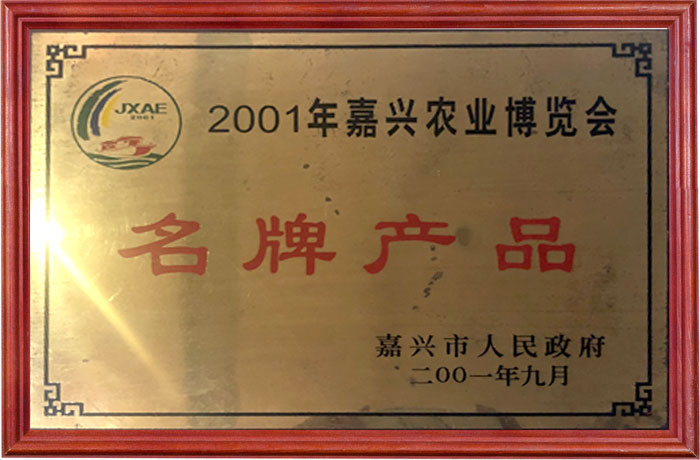 JXAE
2001
2001年嘉兴农业博览会
名牌产品
嘉兴市人民政府
二00一年九月